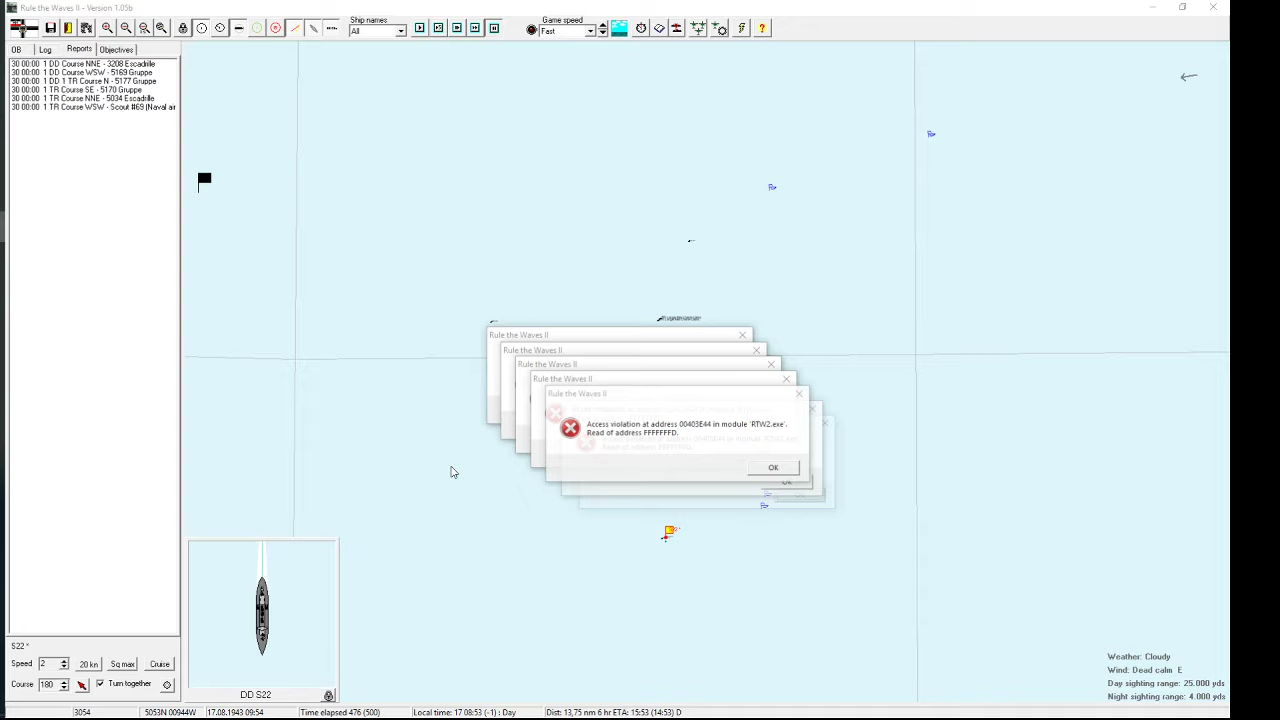 Rule the Waves II - Version 1.05b
Ship names
All
Game speed
Fast
OB Log Reports Objectives
30 00:00 1 DD Course NNE - 3208 Escadrille
30 00:00 1 DD Course WSW - 5169 Gruppe
30 00:00 1 DD 1 TR Course N - 5177 Gruppe
30 00:00 1 TR Course SE - 5170 Gruppe
30 00:00 1 TR Course NNE - 5034 Escadrille
30 00:00 1 TR Course WSW - Scout #69 (Naval air
Rule the Waves II
Rule the Waves II
Rule the Waves II
Rule the Waves II
Rule the Waves II
Access violation at address 00403E44 in module 'RTW2.exe'.
Read of address FFFFFFFD.
OK
S22 *
Speed 2 20 kn Sq max Cruise
Course 180 Turn together
DD S22
Weather: Cloudy
Wind: Dead calm E
Day sighting range: 25.000 yds
Night sighting range: 4.000 yds
3054 5053N 00944W 17.08.1943 09:54 Time elapsed 476 (500) Local time: 17 08:53 (-1) : Day Dist: 13,75 nm 6 hr ETA: 15:53 (14:53) D